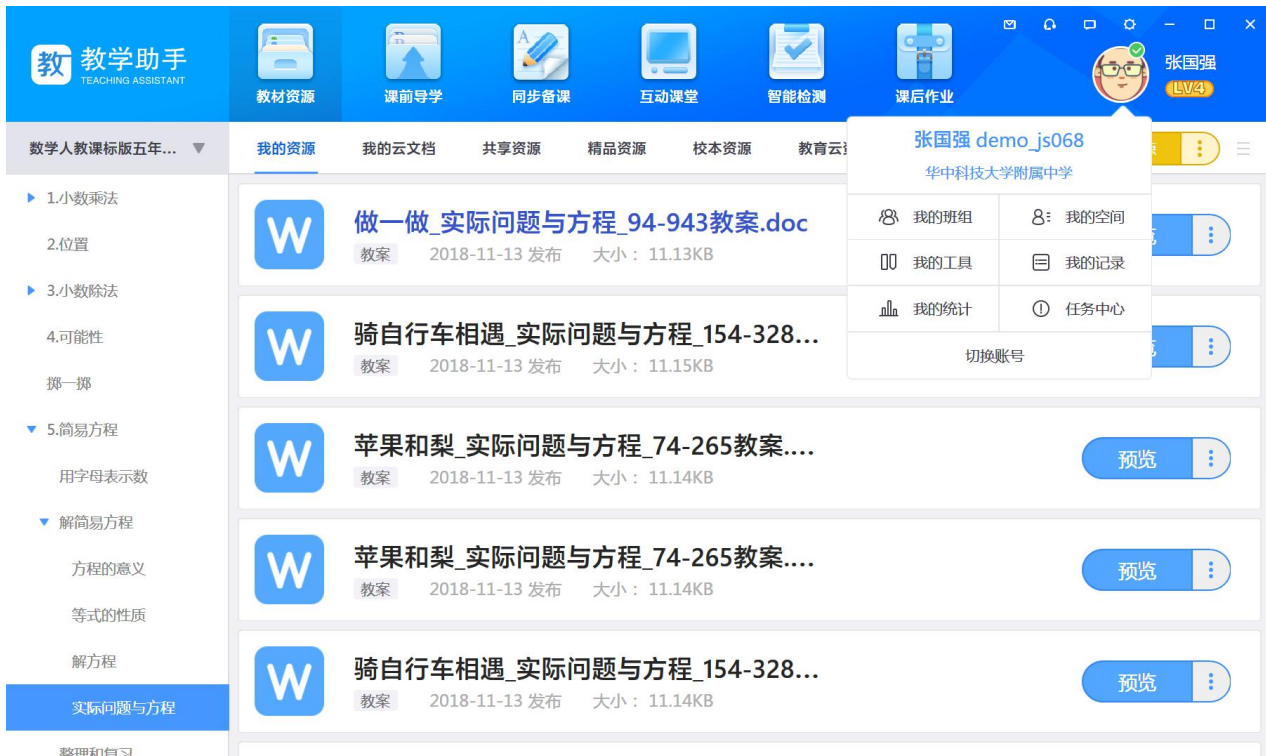 教 教学助手
TEACHING ASSISTANT
教材资源 课前导学 同步备课 互动课堂 智能检测 课后作业
张国强
LV4
数学人教课标版五年...
我的资源 我的云文档 共享资源 精品资源 校本资源 教育云
张国强 demo_js068
华中科技大学附属中学
我的班组 我的空间
我的工具 我的记录
我的统计 任务中心
切换账号
1.小数乘法
2.位置
3.小数除法
4.可能性
掷一掷
5.简易方程
用字母表示数
解简易方程
方程的意义
等式的性质
解方程
实际问题与方程
整理和复习
W
做一做_实际问题与方程_94-943教案.doc
教案 2018-11-13 发布 大小： 11.13KB
W
骑自行车相遇_实际问题与方程_154-328...
教案 2018-11-13 发布 大小： 11.15KB
W
苹果和梨_实际问题与方程_74-265教案....
教案 2018-11-13 发布 大小： 11.14KB
预览
W
苹果和梨_实际问题与方程_74-265教案....
教案 2018-11-13 发布 大小： 11.14KB
预览
W
骑自行车相遇_实际问题与方程_154-328...
教案 2018-11-13 发布 大小： 11.14KB
预览